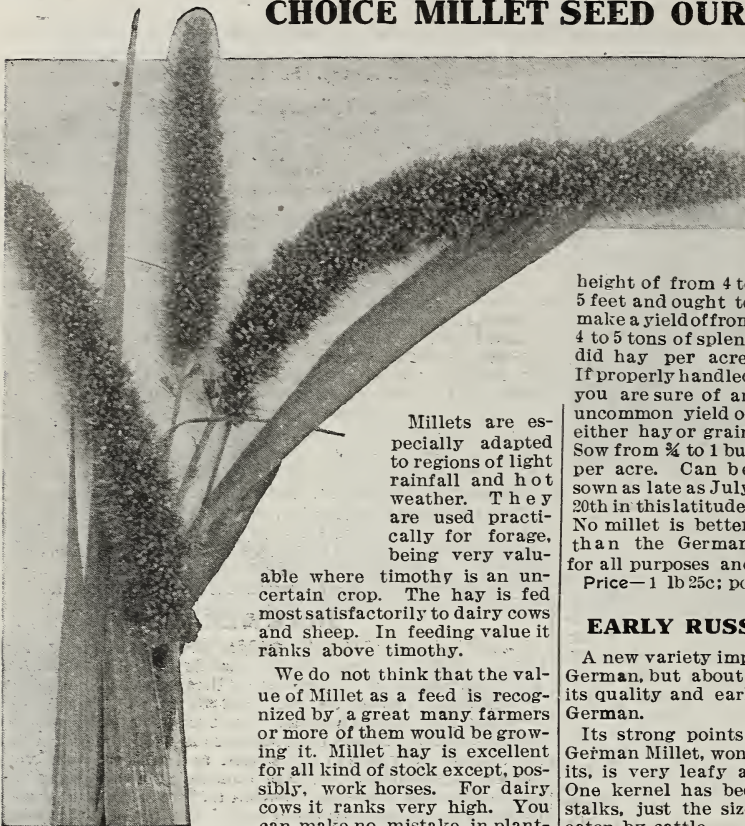 CHOICE MILLET SEED OUR
Millets are es-
pecially adapted
to regions of light
rainfall and hot
weather. They
are used practi-
cally for forage,
being very valu-
able where timothy is an un-
certain crop. The hay is fed
most satisfactorily to dairy cows
and sheep. In feeding value it
ranks above timothy.
We do not think that the val-
ue of Millet as a feed is recog-
nized by a great many farmers
or more of them would be grow-
ing it. Millet hay is excellent
for all kind of stock except, pos-
sibly, work horses. For dairy
cows it ranks very high. You
can make no mistake in plant-
height of from 4 t
5 feet and ought t
make a yield of from
4 to 5 tons of splen
did hay per acre
If properly handled
you are sure of an
uncommon yield o
either hay or grain
Sow from ¾ to 1 bu
per acre. Can be
sown as late as July
20th in this latitude
No millet is better
than the German
for all purposes and
Price—1 lb 25c; po
EARLY RUSS
A new variety imp
German, but about
its quality and ear
German.
Its strong points
German Millet, won
its, is very leafy a
One kernel has bee
stalks, just the siz
eaten by cattle